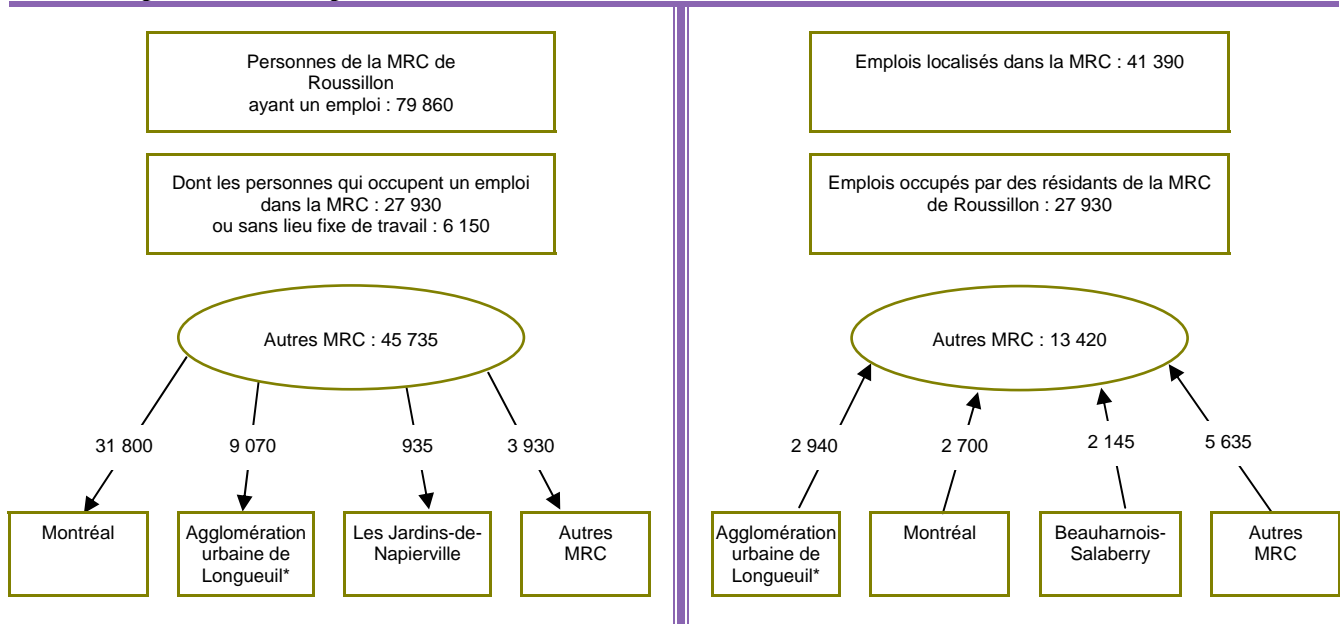 Personnes de la MRC de
Roussillon
ayant un emploi : 79 860
Dont les personnes qui occupent un emploi
dans la MRC : 27 930
ou sans lieu fixe de travail : 6 150
Autres MRC : 45 735
31 800
9 070
935
3 930
Montréal
Agglomération
urbaine de
Longueuil*
Les Jardins-de-
Napierville
Autres
MRC
Emplois localisés dans la MRC : 41 390
Emplois occupés par des résidants de la MRC
de Roussillon : 27 930
Autres MRC : 13 420
2 940
2 700
2 145
5 635
Agglomération
urbaine de
Longueuil*
Montréal
Beauharnois-
Salaberry
Autres
MRC